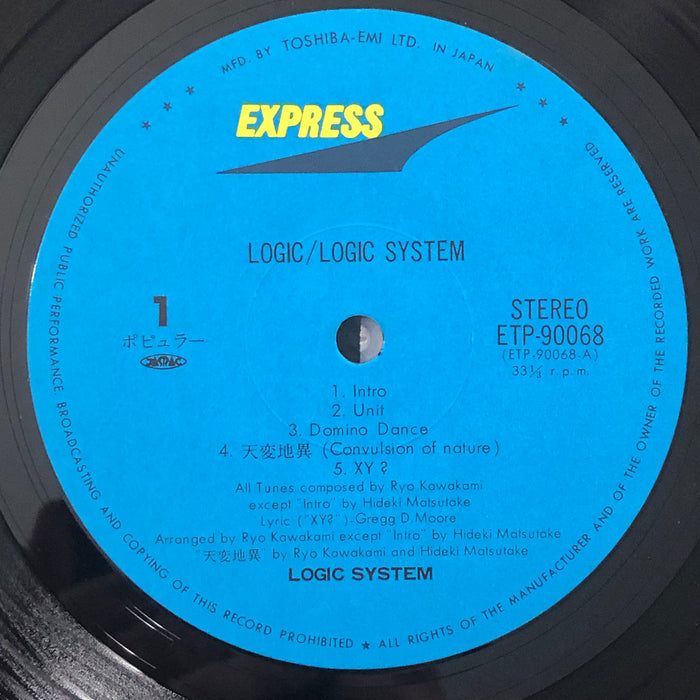 MFD. BY TOSHIBA-EMI LTD. IN JAPAN
EXPRESS
LOGIC/LOGIC SYSTEM
1
ポピュラー
JASRAC
STEREO
ETP-90068
(ETP-90068-A)
33⅓ r.p.m.
1. Intro
2. Unit
3. Domino Dance
4. 天変地異 (Convulsion of nature)
5. XY?
All Tunes composed by Ryo Kawakami
except "Intro" by Hideki Matsutake
Lyric ("XY?")-Gregg D.Moore
Arranged by Ryo Kawakami except "Intro" by Hideki Matsutake
"天変地異" by Ryo Kawakami and Hideki Matsutake
LOGIC SYSTEM
UNAUTHORIZED PUBLIC PERFORMANCE BROADCASTING AND COPYING OF THIS RECORD PROHIBITED ★ ALL RIGHTS OF THE MANUFACTURER AND OF THE OWNER OF THE RECORDED WORK ARE RESERVED